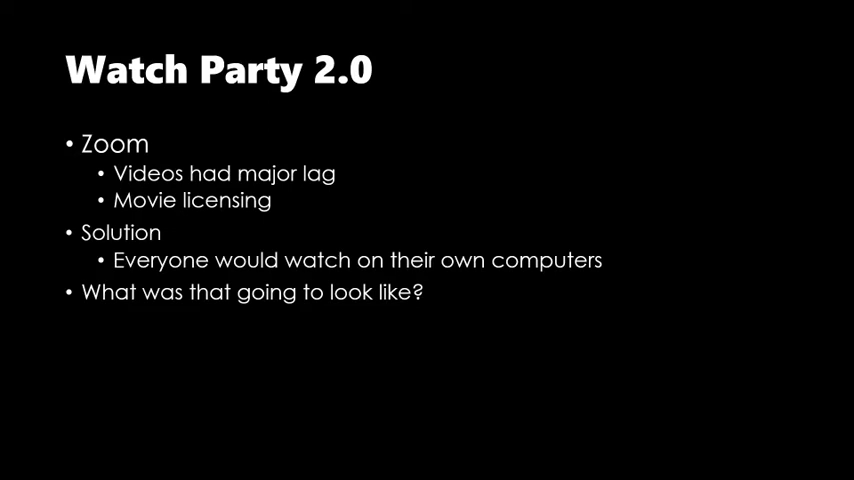 Watch Party 2.0
• Zoom
• Videos had major lag
• Movie licensing
• Solution
• Everyone would watch on their own computers
• What was that going to look like?